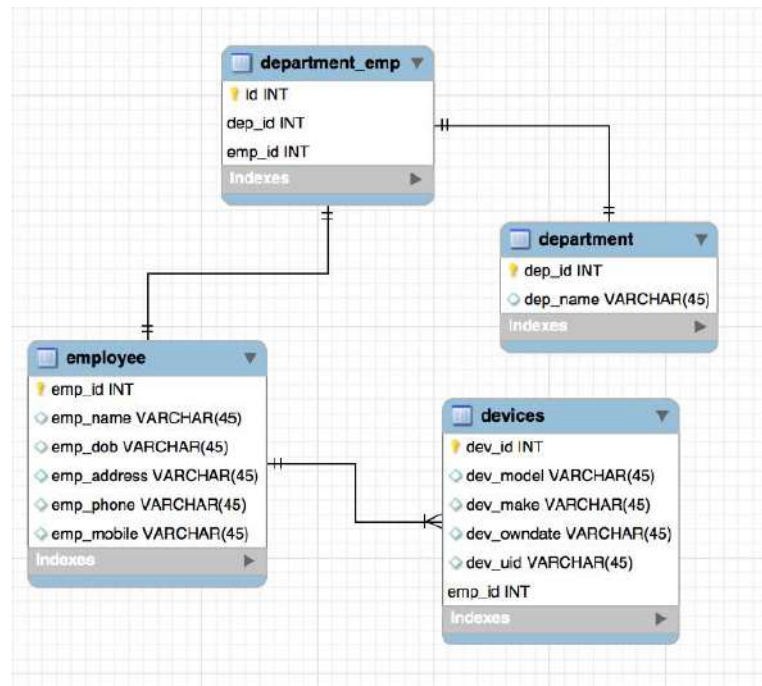 department_emp
id INT
dep_id INT
emp_id INT
Indexes
department
dep_id INT
dep_name VARCHAR(45)
Indexes
employee
emp_id INT
emp_name VARCHAR(45)
emp_dob VARCHAR(45)
emp_address VARCHAR(45)
emp_phone VARCHAR(45)
emp_mobile VARCHAR(45)
Indexes
devices
dev_id INT
dev_model VARCHAR(45)
dev_make VARCHAR(45)
dev_owndate VARCHAR(45)
dev_uid VARCHAR(45)
emp_id INT
Indexes